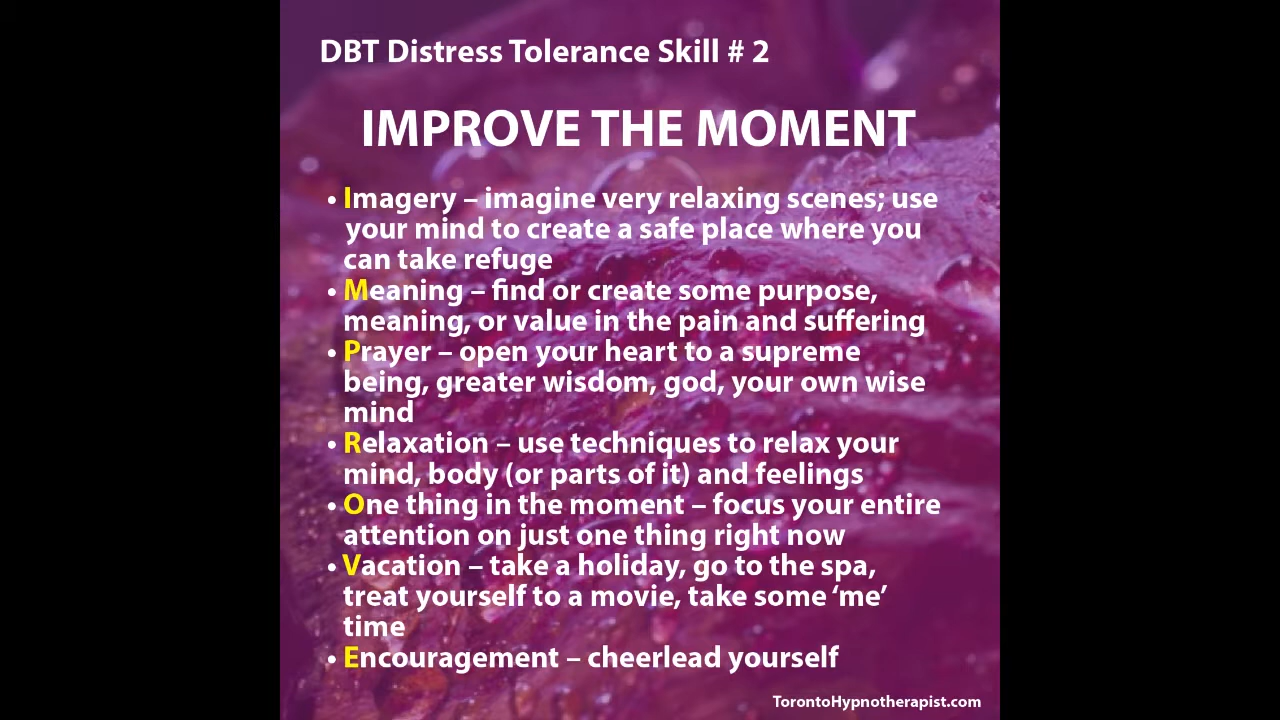 DBT Distress Tolerance Skill # 2
IMPROVE THE MOMENT
• Imagery – imagine very relaxing scenes; use
your mind to create a safe place where you
can take refuge
• Meaning – find or create some purpose,
meaning, or value in the pain and suffering
• Prayer – open your heart to a supreme
being, greater wisdom, god, your own wise
mind
• Relaxation – use techniques to relax your
mind, body (or parts of it) and feelings
• One thing in the moment – focus your entire
attention on just one thing right now
• Vacation – take a holiday, go to the spa,
treat yourself to a movie, take some ‘me’
time
• Encouragement – cheerlead yourself
TorontoHypnotherapist.com